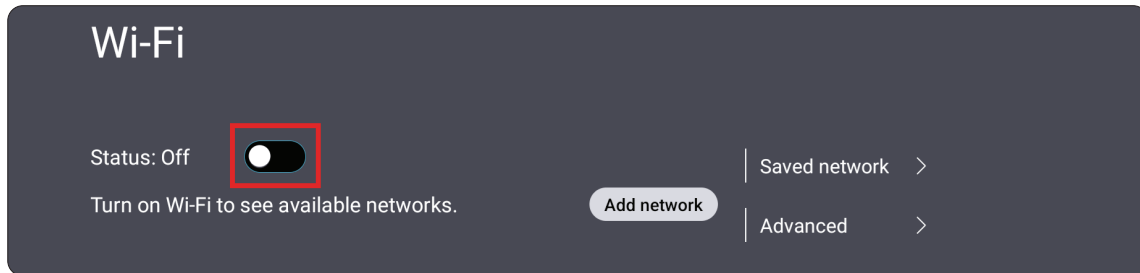 Wi-Fi
Status: Off
Turn on Wi-Fi to see available networks.
Add network
Saved network
Advanced